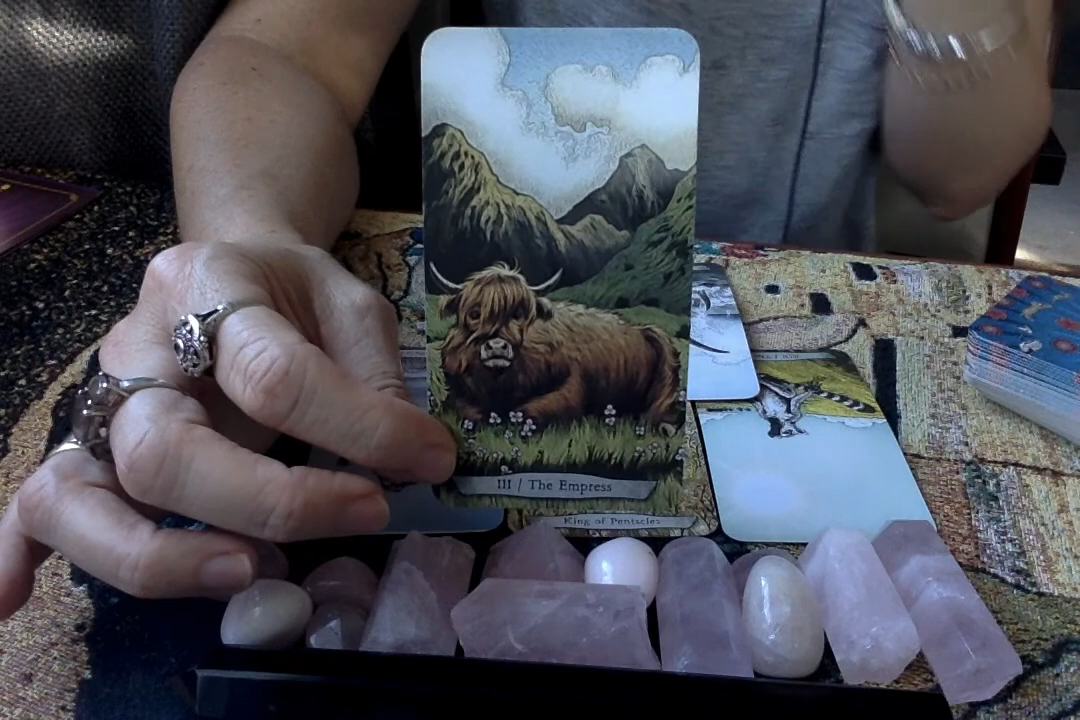 III / The Empress
King of Pentacles